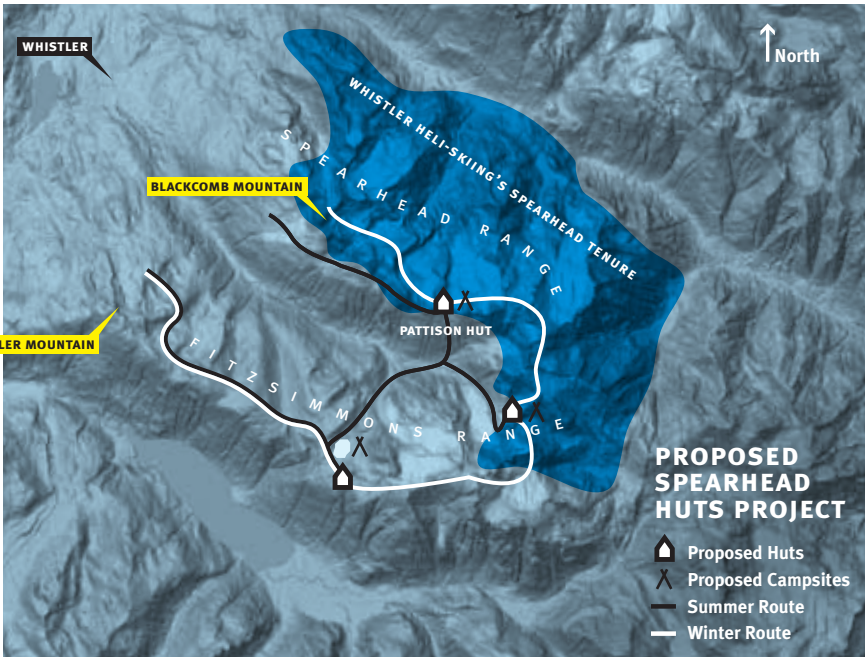 WHISTLER
North
WHISTLER HELI-SKIING'S SPEARHEAD TENURE
SPEARHEAD RANGE
BLACKCOMB MOUNTAIN
PATTISON HUT
LER MOUNTAIN
FITZSIMMONS RANGE
PROPOSED
SPEARHEAD
HUTS PROJECT
Proposed Huts
Proposed Campsites
Summer Route
Winter Route